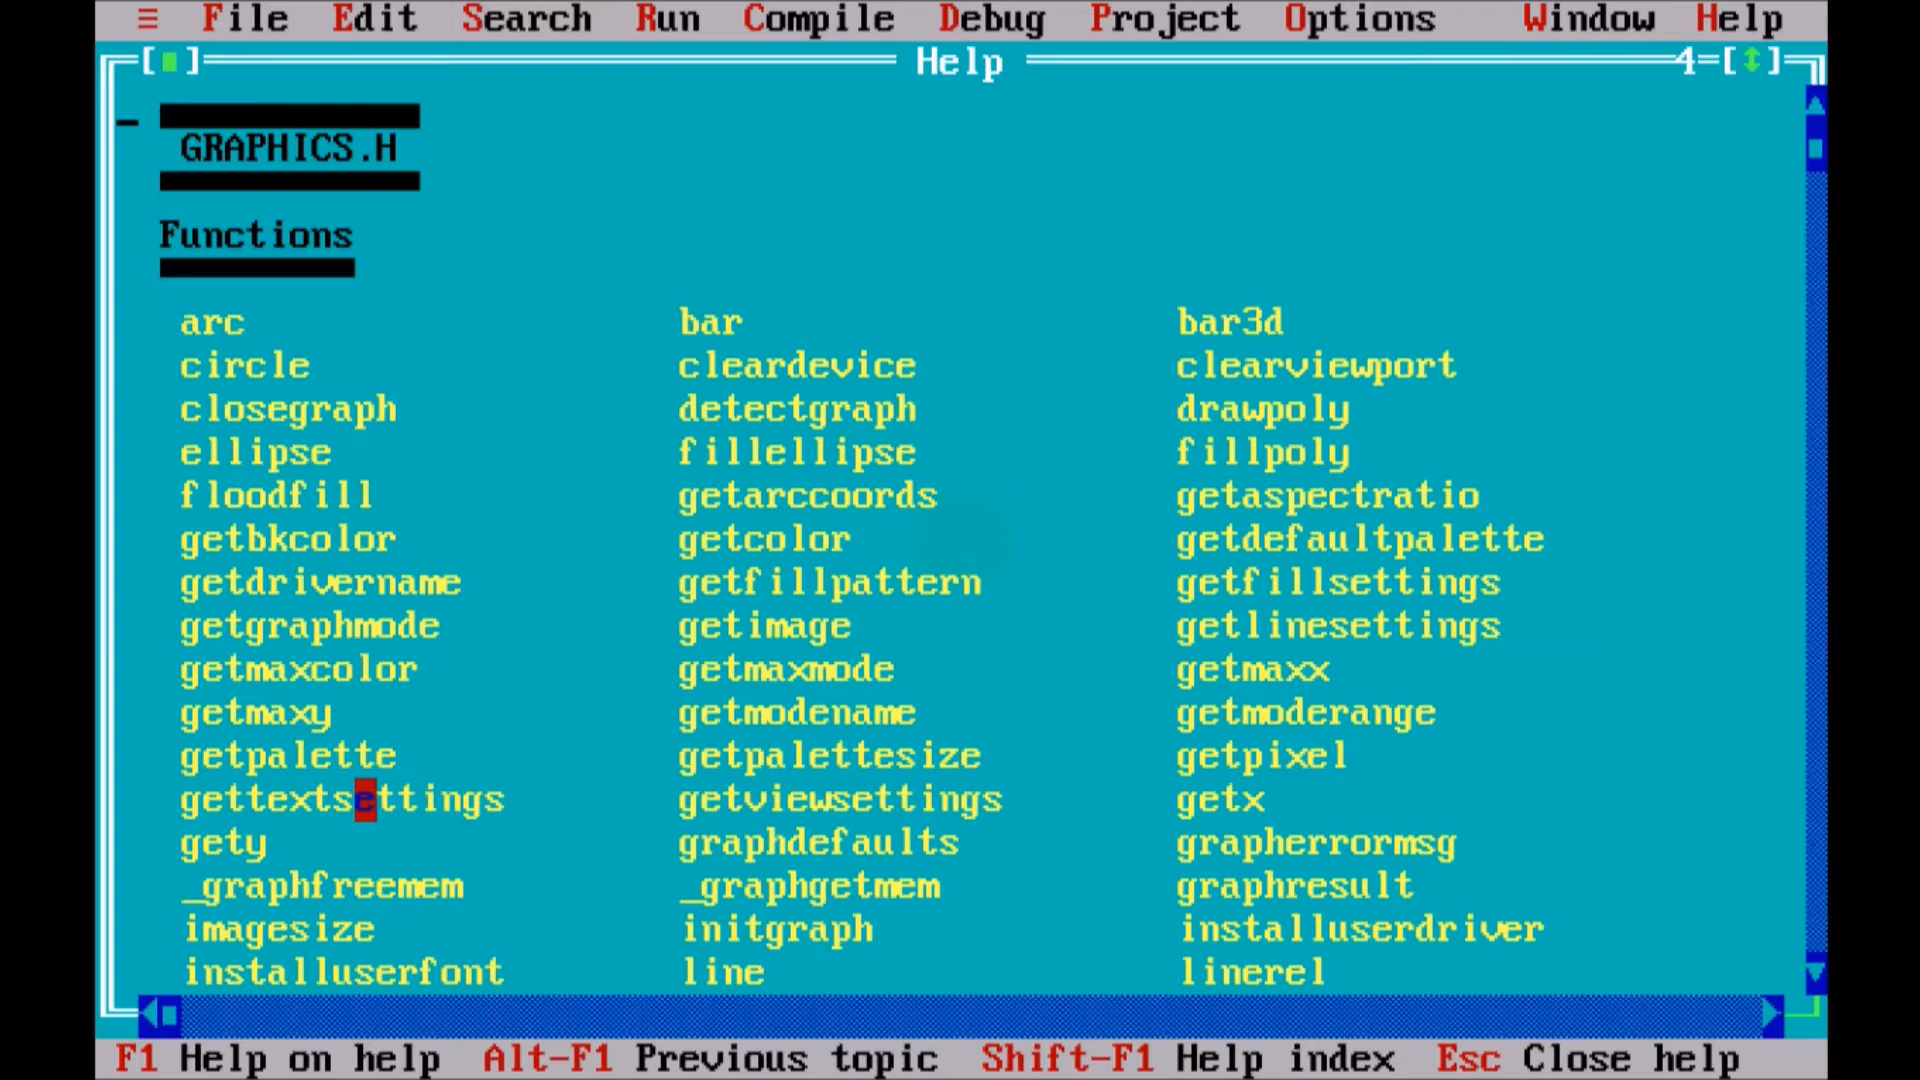 ≡ File Edit Search Run Compile Debug Project Options Window Help
[■] Help 4=[↕]
GRAPHICS.H
Functions
arc bar bar3d
circle cleardevice clearviewport
closegraph detectgraph drawpoly
ellipse fillellipse fillpoly
floodfill getarccoords getaspectratio
getbkcolor getcolor getdefaultpalette
getdrivername getfillpattern getfillsettings
getgraphmode getimage getlinesettings
getmaxcolor getmaxmode getmaxx
getmaxy getmodename getmoderange
getpalette getpalettesize getpixel
gettextsettings getviewsettings getx
gety graphdefaults grapherrormsg
_graphfreemem _graphgetmem graphresult
imagesize initgraph installuserdriver
installuserfont line linerel
F1 Help on help Alt-F1 Previous topic Shift-F1 Help index Esc Close help